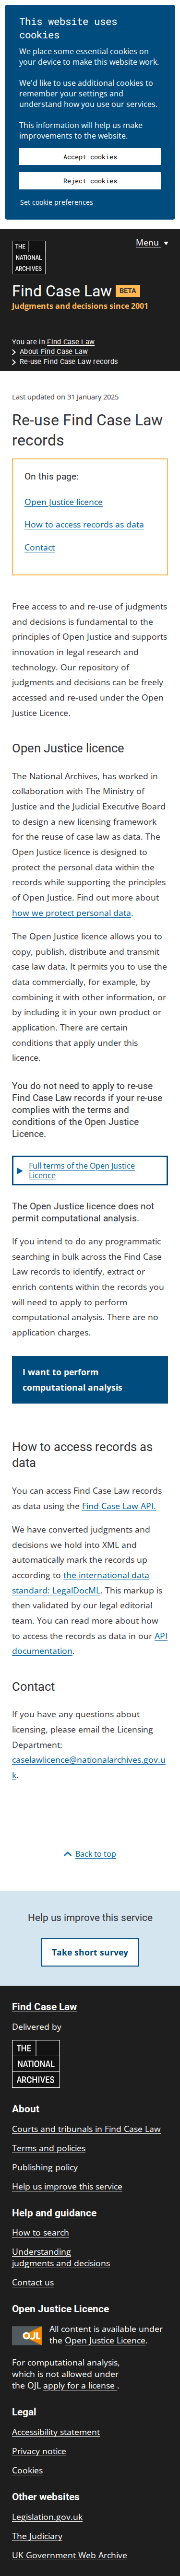 This website uses
cookies
We place some essential cookies on
your device to make this website work.
We'd like to use additional cookies to
remember your settings and
understand how you use our services.
This information will help us make
improvements to the website.
Accept cookies
Reject cookies
Set cookie preferences
THE
NATIONAL
ARCHIVES
Menu
Find Case Law BETA
Judgments and decisions since 2001
You are in Find Case Law
About Find Case Law
Re-use Find Case Law records
Last updated on 31 January 2025
Re-use Find Case Law
records
On this page:
Open Justice licence
How to access records as data
Contact
Free access to and re-use of judgments
and decisions is fundamental to the
principles of Open Justice and supports
innovation in legal research and
technology. Our repository of
judgments and decisions can be freely
accessed and re-used under the Open
Justice Licence.
Open Justice licence
The National Archives, has worked in
collaboration with The Ministry of
Justice and the Judicial Executive Board
to design a new licensing framework
for the reuse of case law as data. The
Open Justice licence is designed to
protect the personal data within the
records while supporting the principles
of Open Justice. Find out more about
how we protect personal data.
The Open Justice licence allows you to
copy, publish, distribute and transmit
case law data. It permits you to use the
data commercially, for example, by
combining it with other information, or
by including it in your own product or
application. There are certain
conditions that apply under this
licence.
You do not need to apply to re-use
Find Case Law records if your re-use
complies with the terms and
conditions of the Open Justice
Licence.
Full terms of the Open Justice
Licence
The Open Justice licence does not
permit computational analysis.
If you intend to do any programmatic
searching in bulk across the Find Case
Law records to identify, extract or
enrich contents within the records you
will need to apply to perform
computational analysis. There are no
application charges.
I want to perform
computational analysis
How to access records as
data
You can access Find Case Law records
as data using the Find Case Law API.
We have converted judgments and
decisions we hold into XML and
automatically mark the records up
according to the international data
standard: LegalDocML. This markup is
then validated by our legal editorial
team. You can read more about how
to access the records as data in our API
documentation.
Contact
If you have any questions about
licensing, please email the Licensing
Department:
caselawlicence@nationalarchives.gov.u
k.
Back to top
Help us improve this service
Take short survey
Find Case Law
Delivered by
THE
NATIONAL
ARCHIVES
About
Courts and tribunals in Find Case Law
Terms and policies
Publishing policy
Help us improve this service
Help and guidance
How to search
Understanding
judgments and decisions
Contact us
Open Justice Licence
OJL
All content is available under
the Open Justice Licence.
For computational analysis,
which is not allowed under
the OJL apply for a license .
Legal
Accessibility statement
Privacy notice
Cookies
Other websites
Legislation.gov.uk
The Judiciary
UK Government Web Archive